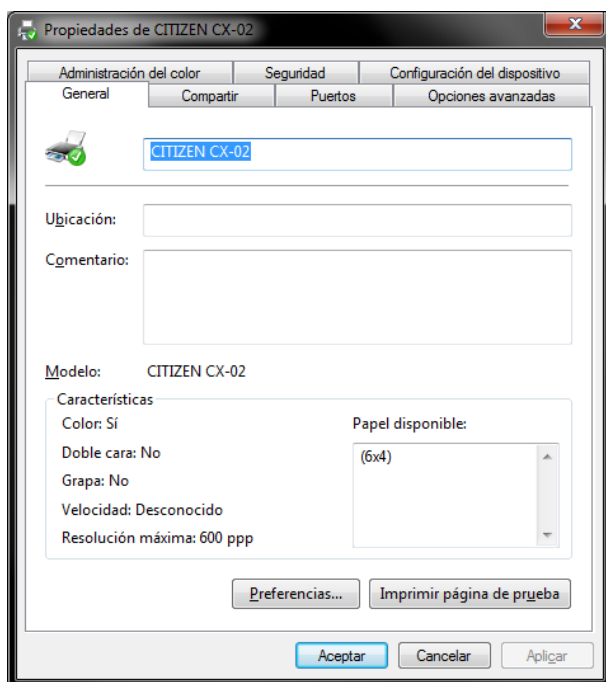 Propiedades de CITIZEN CX-02
Administración del color Seguridad Configuración del dispositivo
General Compartir Puertos Opciones avanzadas
CITIZEN CX-02
Ubicación:
Comentario:
Modelo: CITIZEN CX-02
Características
Color: Sí Papel disponible:
Doble cara: No (6x4)
Grapa: No
Velocidad: Desconocido
Resolución máxima: 600 ppp
Preferencias... Imprimir página de prueba
Aceptar Cancelar Aplicar